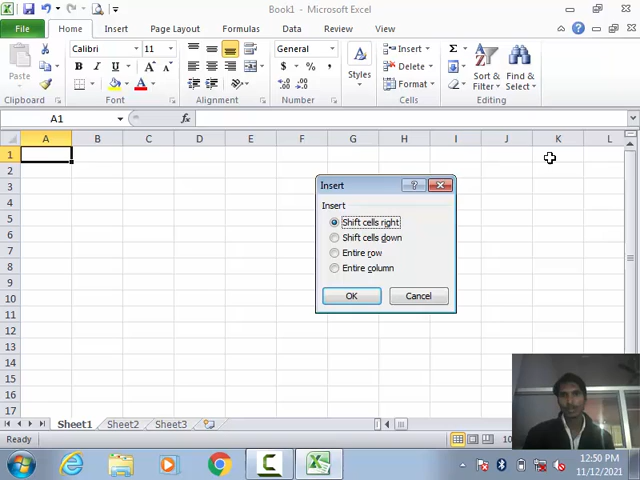 Book1 - Microsoft Excel
File Home Insert Page Layout Formulas Data Review View
Calibri 11 General Insert Σ
Paste B I U A $ % , Styles Delete Sort & Filter Find & Select
Format
Clipboard Font Alignment Number Cells Editing
A1 fx
A B C D E F G H I J K L
1
2
3
4
5
6
7
8
9
10
11
12
13
14
15
16
17
Insert
Insert
Shift cells right
Shift cells down
Entire row
Entire column
OK Cancel
Sheet1 Sheet2 Sheet3
Ready
12:50 PM
11/12/2021